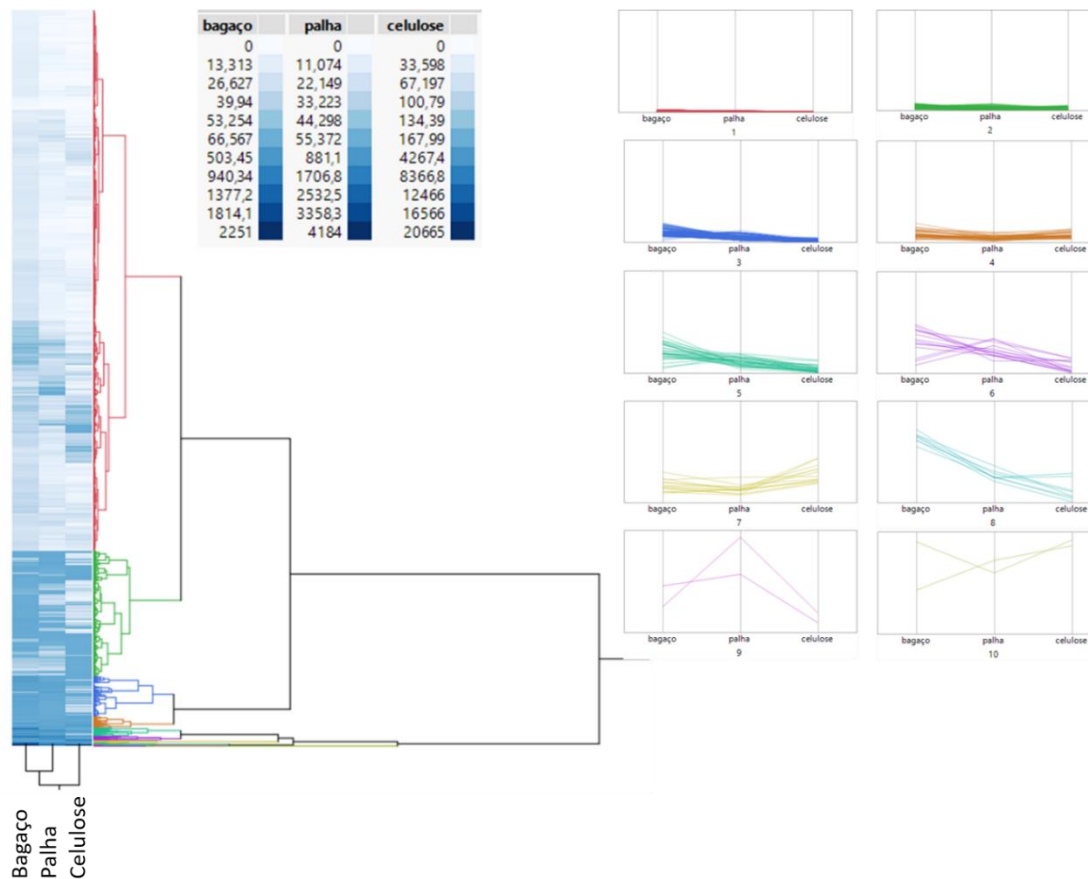 bagaço palha celulose
0 0 0
13,313 11,074 33,598
26,627 22,149 67,197
39,94 33,223 100,79
53,254 44,298 134,39
66,567 55,372 167,99
503,45 881,1 4267,4
940,34 1706,8 8366,8
1377,2 2532,5 12466
1814,1 3358,3 16566
2251 4184 20665
bagaço palha celulose
1
bagaço palha celulose
2
bagaço palha celulose
3
bagaço palha celulose
4
bagaço palha celulose
5
bagaço palha celulose
6
bagaço palha celulose
7
bagaço palha celulose
8
bagaço palha celulose
9
bagaço palha celulose
10
Bagaço
Palha
Celulose